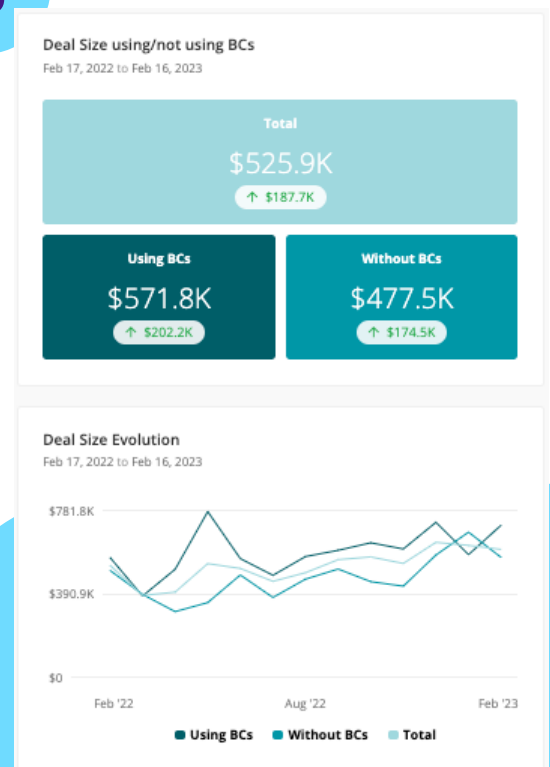 Deal Size using/not using BCs
Feb 17, 2022 to Feb 16, 2023
Total
$525.9K
↑ $187.7K
Using BCs
$571.8K
↑ $202.2K
Without BCs
$477.5K
↑ $174.5K
Deal Size Evolution
Feb 17, 2022 to Feb 16, 2023
$781.8K
$390.9K
$0
Feb '22 Aug '22 Feb '23
Using BCs Without BCs Total